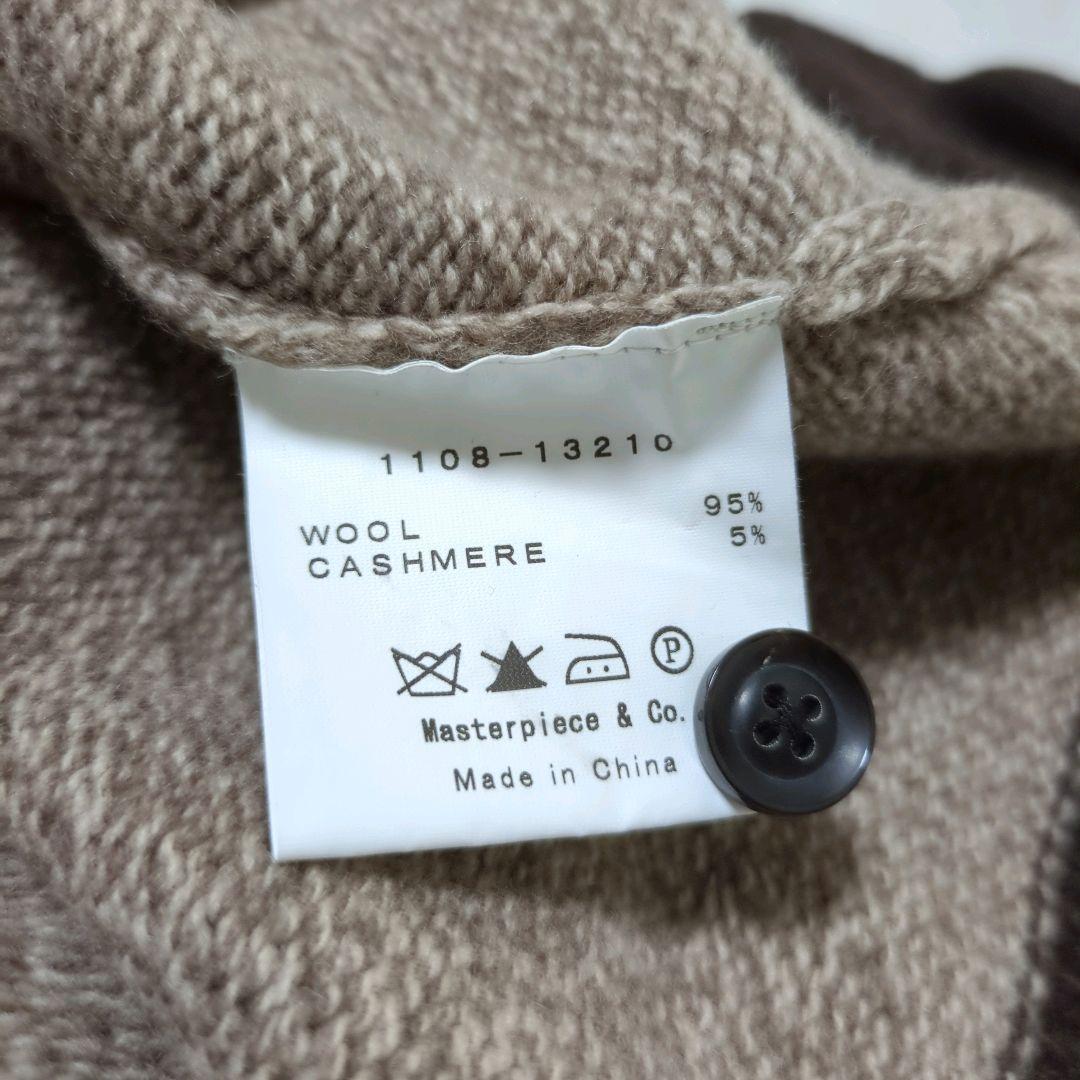 1108-13210
WOOL 95%
CASHMERE 5%
P
Masterpiece & Co.
Made in China